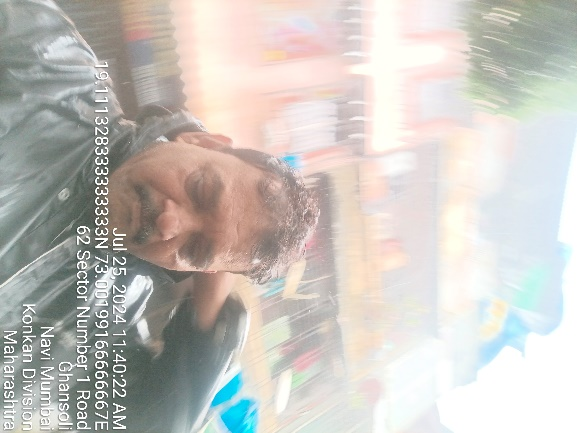 Jul 25, 2024 11:40:22 AM
19.11132833333333N 73.00199166666667E
62 Sector Number 1 Road
Ghansoli
Navi Mumbai
Konkan Division
Maharashtra